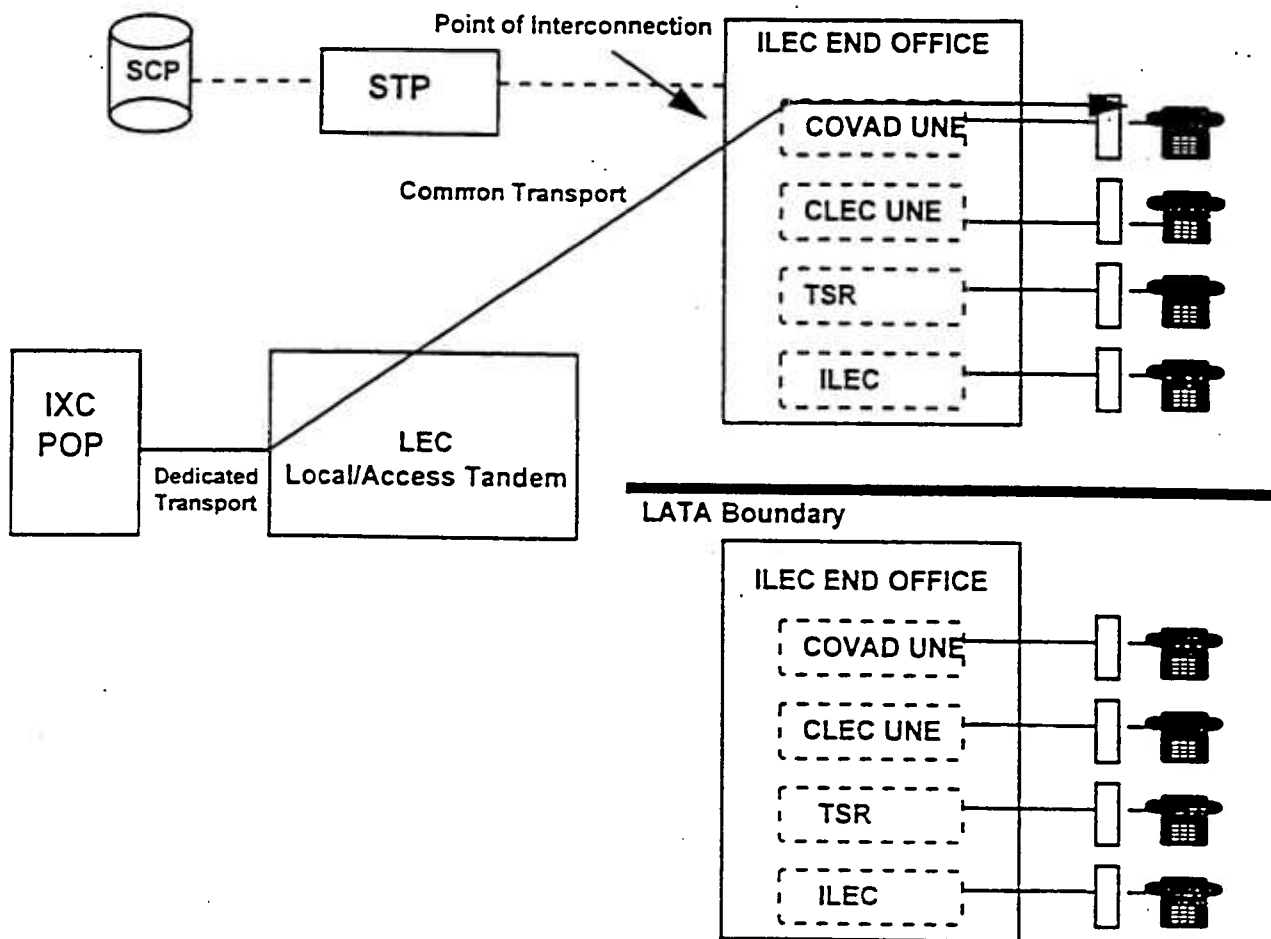 Point of Interconnection
ILEC END OFFICE
SCP
STP
COVAD UNE
Common Transport
CLEC UNE
TSR
ILEC
IXC
POP
LEC
Local/Access Tandem
Dedicated
Transport
LATA Boundary
ILEC END OFFICE
COVAD UNE
CLEC UNE
TSR
ILEC